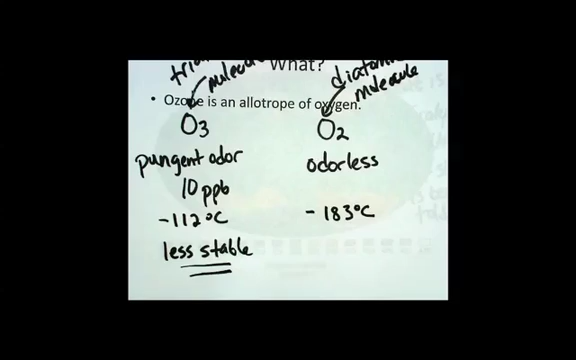 What?
molecule
diatomic
molecule
• Ozone is an allotrope of oxygen.
O3 O2
pungent odor odorless
10 ppb
-112°C - 183°C
less stable